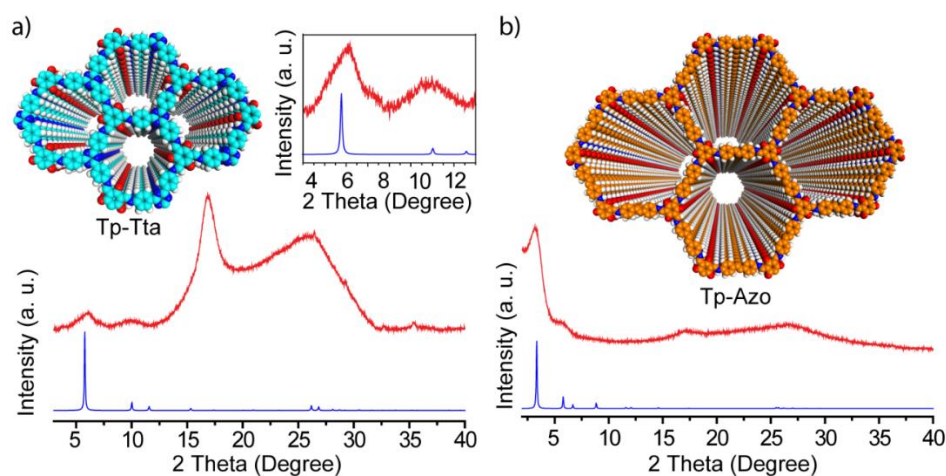 a)
Tp-Tta
Intensity (a. u.)
4 6 8 10 12
2 Theta (Degree)
Intensity (a. u.)
5 10 15 20 25 30 35 40
2 Theta (Degree)
b)
Tp-Azo
Intensity (a. u.)
5 10 15 20 25 30 35 40
2 Theta (Degree)